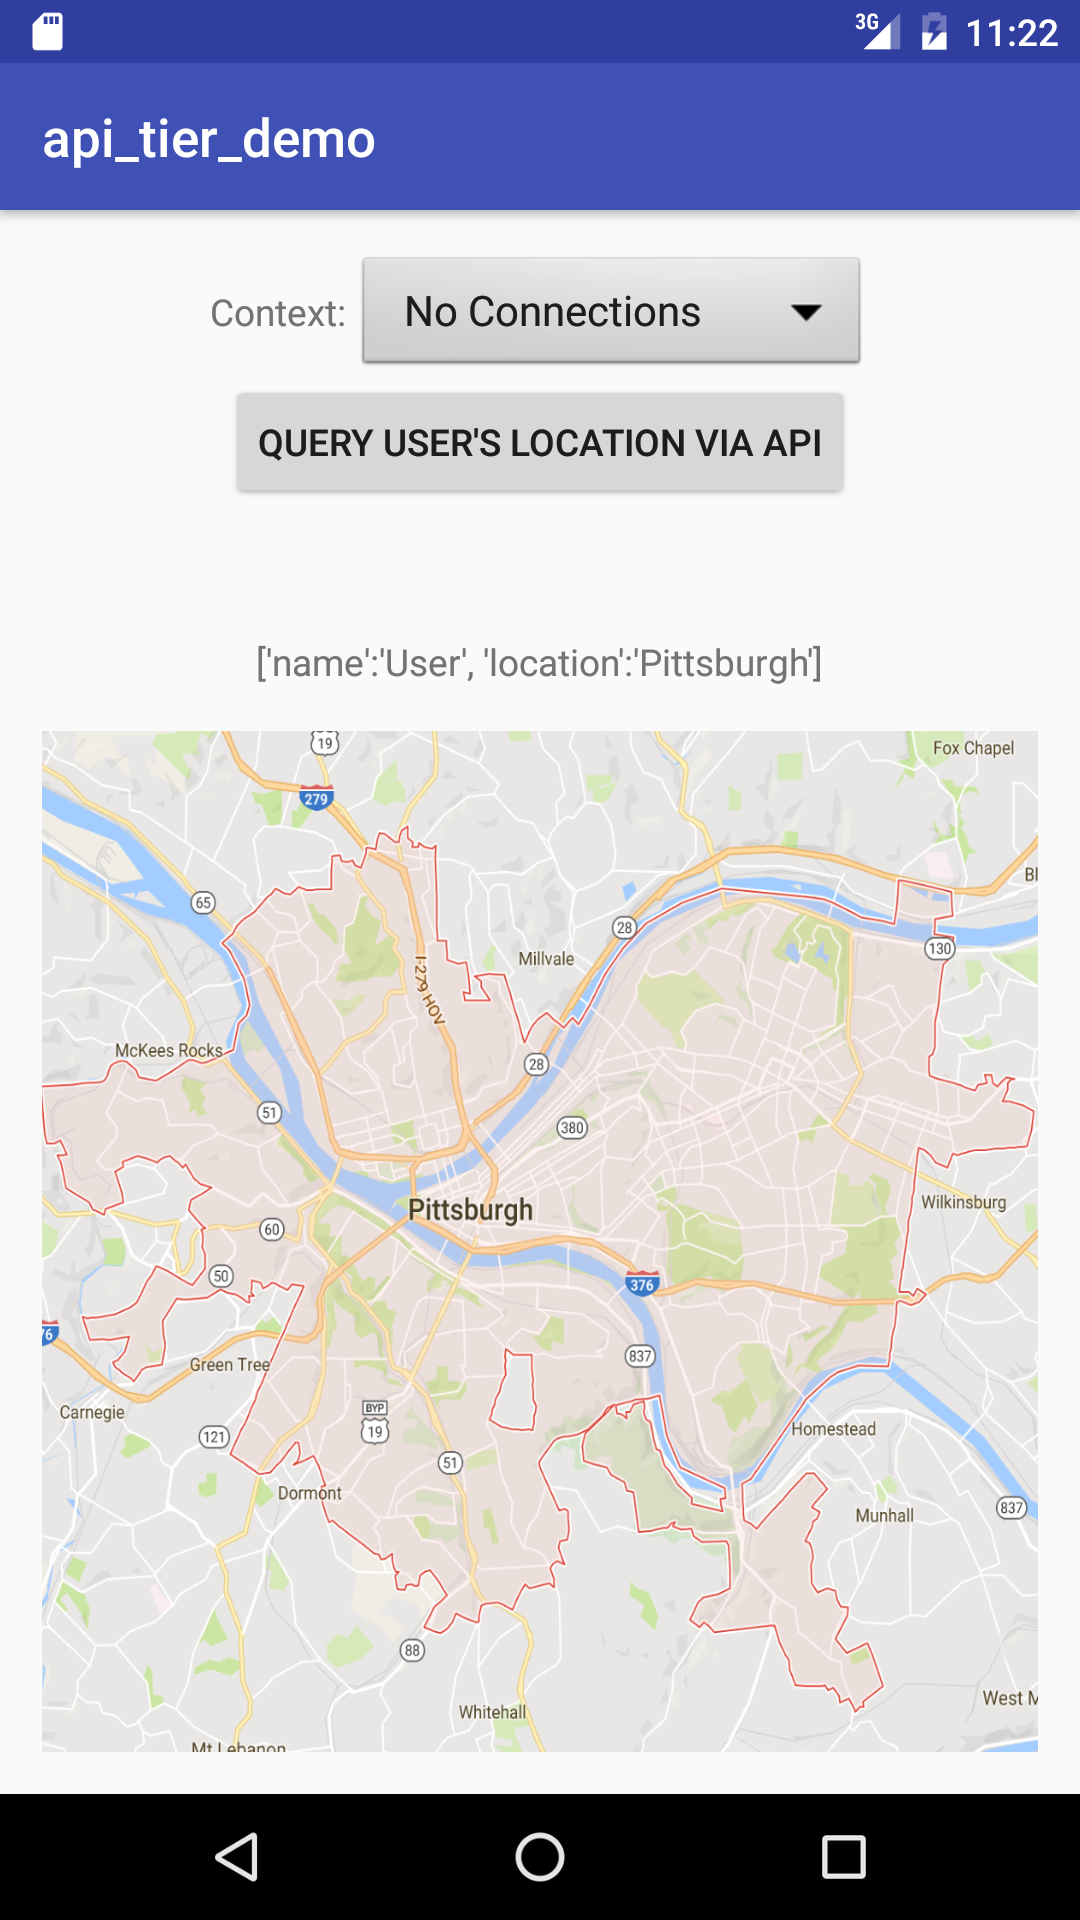 3G 11:22
api_tier_demo
Context: No Connections
QUERY USER'S LOCATION VIA API
['name':'User', 'location':'Pittsburgh']
19
Fox Chapel
279
Bl
65
28
130
Millvale
I-279 HOV
McKees Rocks
28
51
380
Wilkinsburg
Pittsburgh
60
50
376
76
837
Green Tree
Carnegie
BYP
19
121
Homestead
51
Dormont
837
Munhall
88
West M
Whitehall
Mt Lebanon